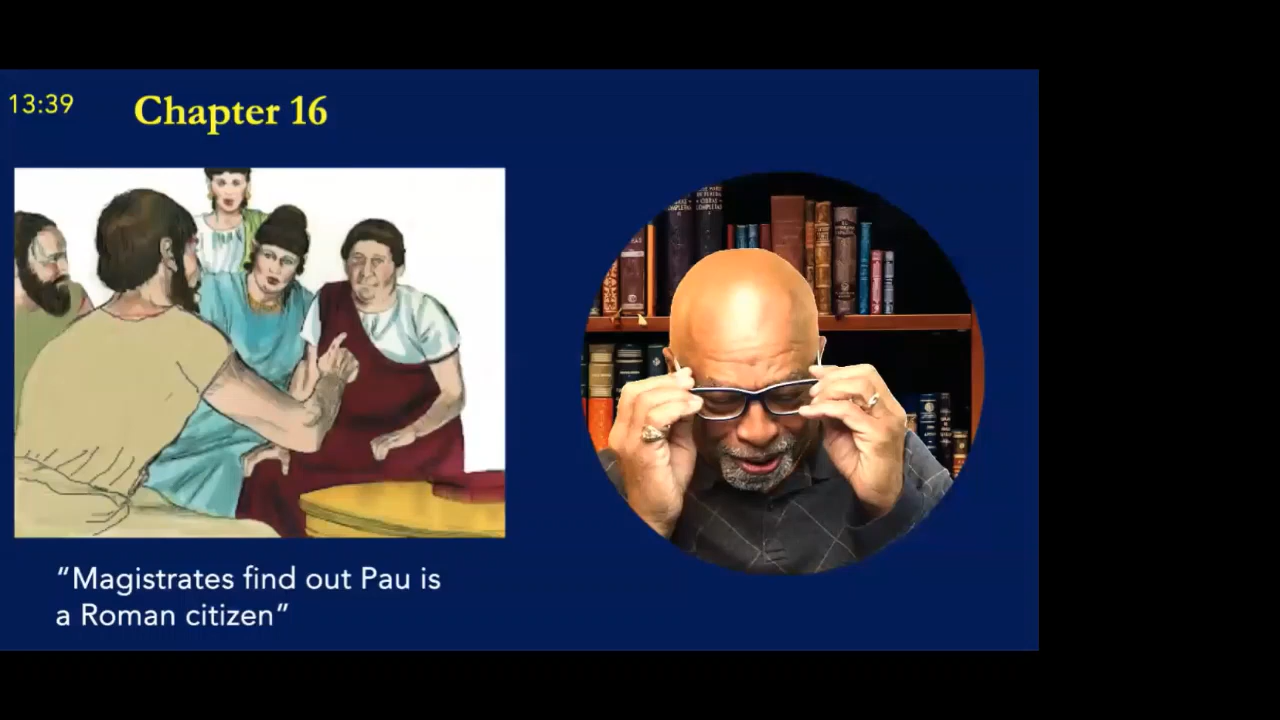 13:39
Chapter 16
“Magistrates find out Pau is
a Roman citizen”